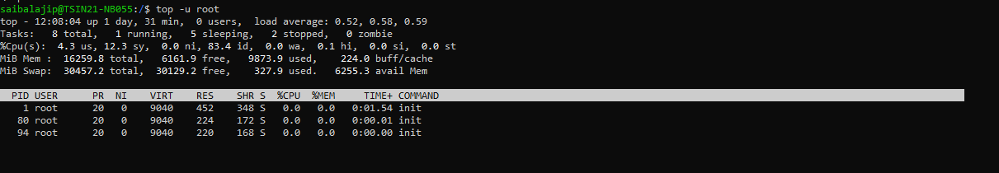 saibalajip@TSIN21-NB055:/$ top -u root
top - 12:08:04 up 1 day, 31 min,  0 users,  load average: 0.52, 0.58, 0.59
Tasks:   8 total,   1 running,   5 sleeping,   2 stopped,   0 zombie
%Cpu(s):  4.3 us, 12.3 sy,  0.0 ni, 83.4 id,  0.0 wa,  0.1 hi,  0.0 si,  0.0 st
MiB Mem :  16259.8 total,   6161.9 free,   9873.9 used,    224.0 buff/cache
MiB Swap:  30457.2 total,  30129.2 free,    327.9 used.   6255.3 avail Mem
  PID USER      PR  NI    VIRT    RES    SHR S  %CPU  %MEM     TIME+ COMMAND
    1 root      20   0    9040    452    348 S   0.0   0.0   0:01.54 init
   80 root      20   0    9040    224    172 S   0.0   0.0   0:00.01 init
   94 root      20   0    9040    220    168 S   0.0   0.0   0:00.00 init